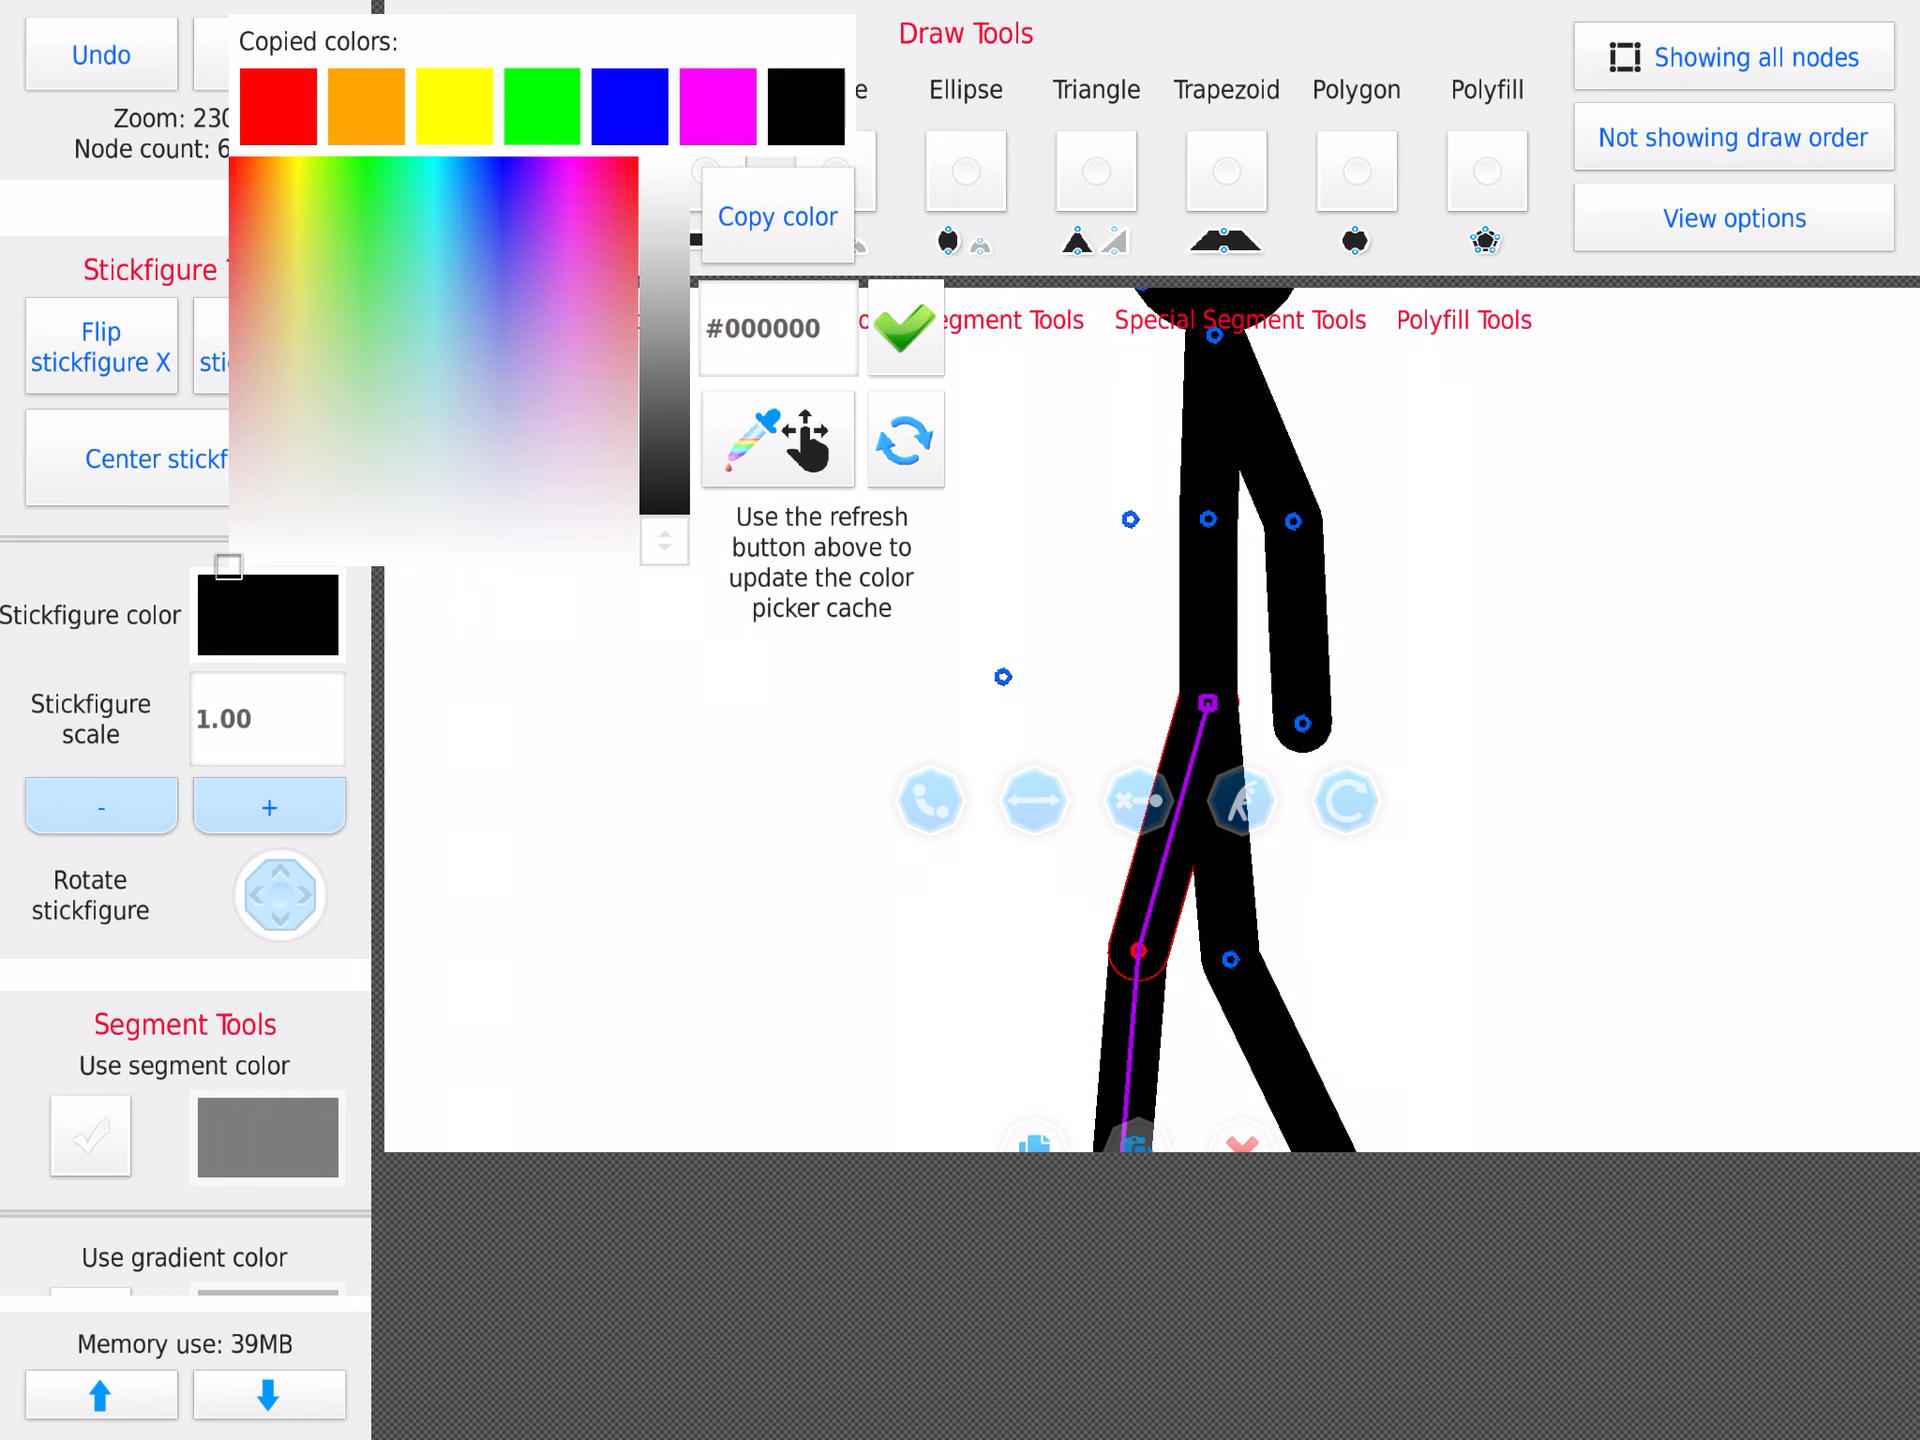 Undo
Copied colors:
Draw Tools
Showing all nodes
Ellipse
Triangle
Trapezoid
Polygon
Polyfill
Zoom: 230
Node count: 6
Not showing draw order
Copy color
View options
Stickfigure
#000000
egment Tools
Special Segment Tools
Polyfill Tools
Flip
stickfigure X
sti
Center stickf
Use the refresh
button above to
update the color
picker cache
Stickfigure color
Stickfigure
scale
1.00
-
+
Rotate
stickfigure
Segment Tools
Use segment color
Use gradient color
Memory use: 39MB